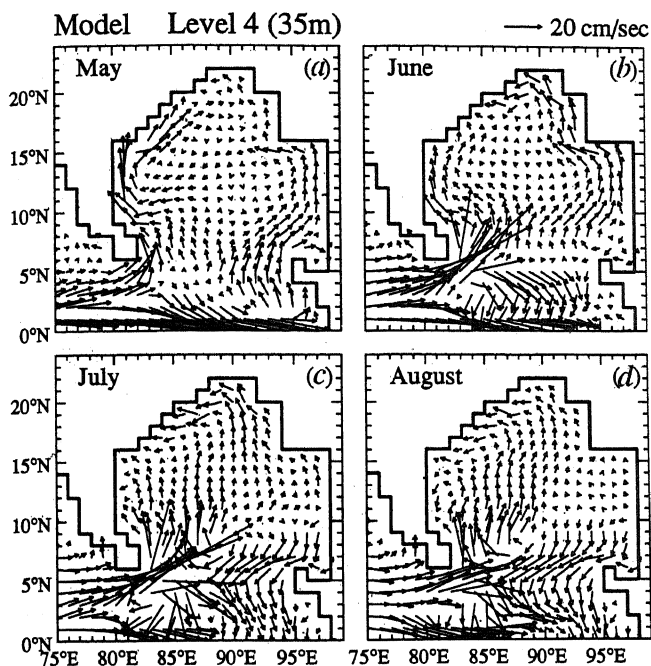 Model Level 4 (35m) 20 cm/sec
May (a) June (b)
20°N
15°N
10°N
5°N
0°N
July (c) August (d)
20°N
15°N
10°N
5°N
0°N
75°E 80°E 85°E 90°E 95°E 75°E 80°E 85°E 90°E 95°E